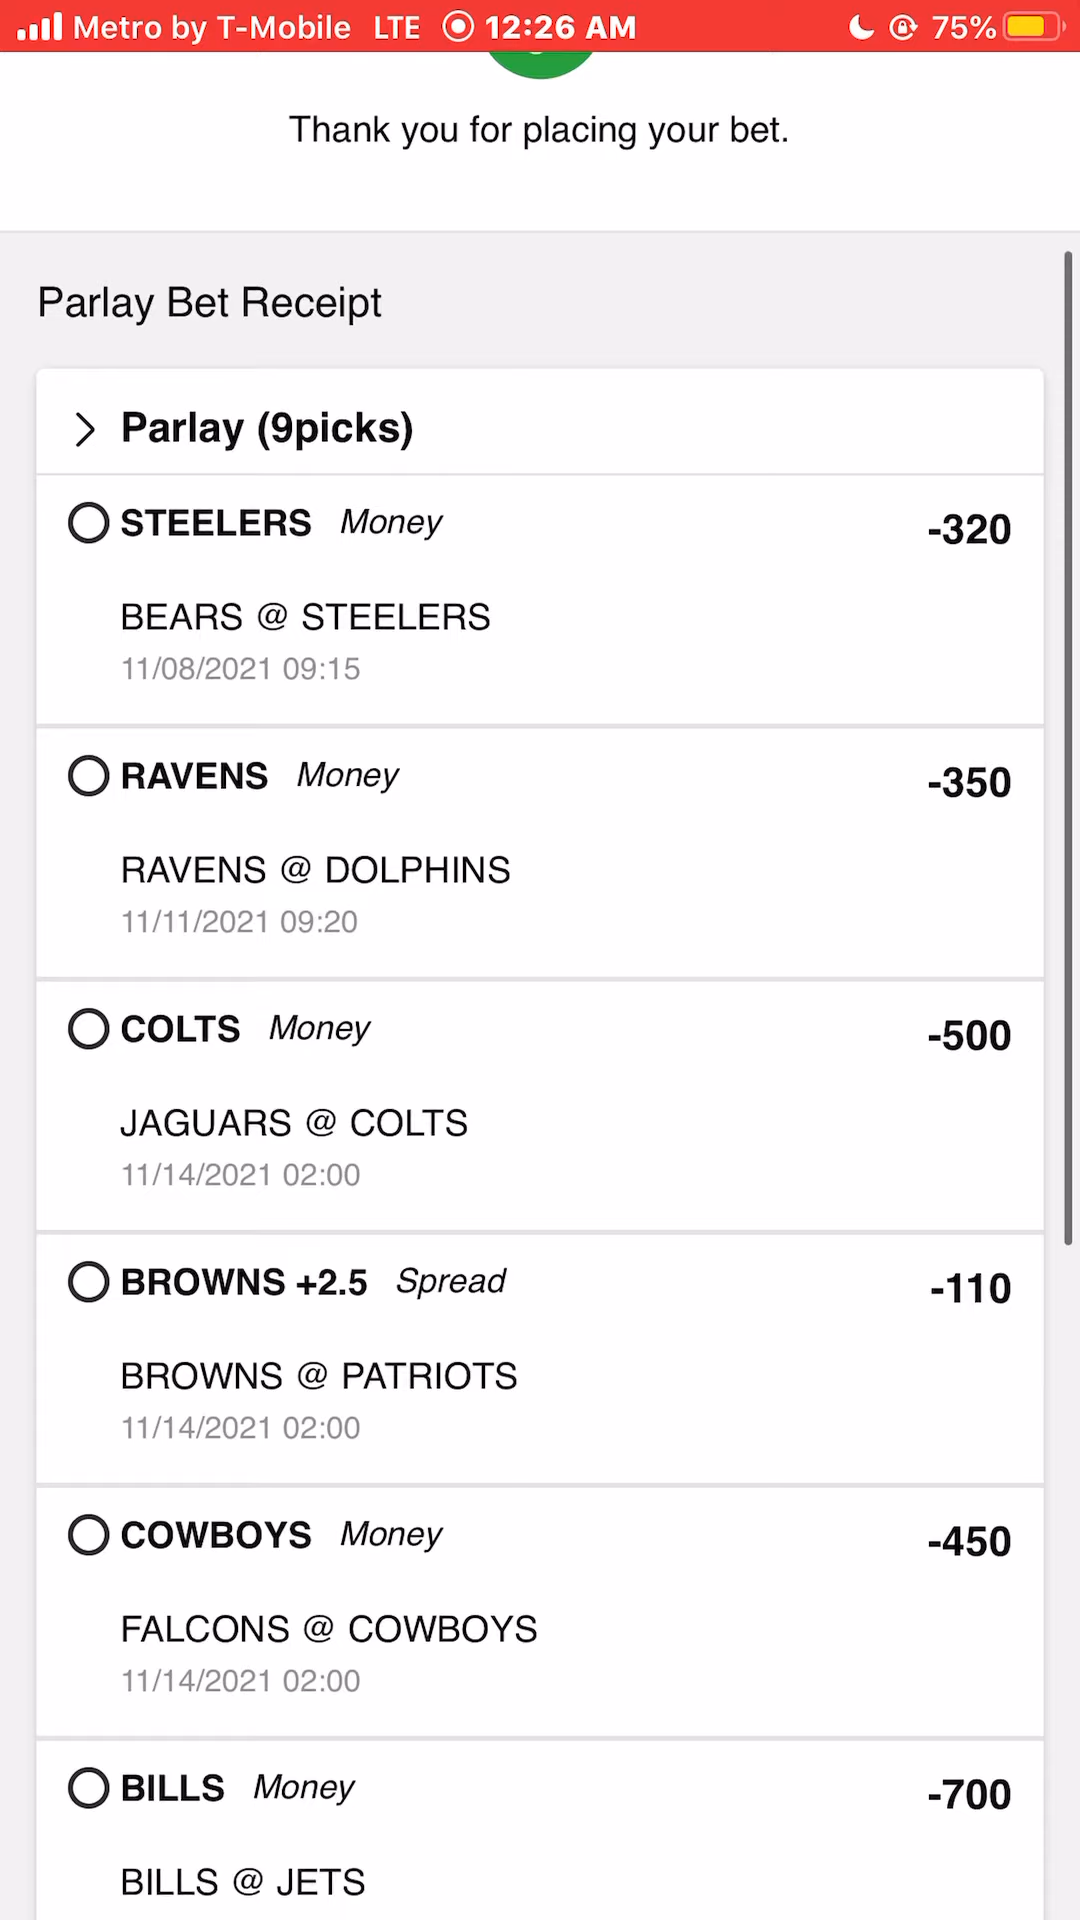 Metro by T-Mobile LTE 12:26 AM 75%
Thank you for placing your bet.
Parlay Bet Receipt
Parlay (9picks)
STEELERS Money -320
BEARS @ STEELERS
11/08/2021 09:15
RAVENS Money -350
RAVENS @ DOLPHINS
11/11/2021 09:20
COLTS Money -500
JAGUARS @ COLTS
11/14/2021 02:00
BROWNS +2.5 Spread -110
BROWNS @ PATRIOTS
11/14/2021 02:00
COWBOYS Money -450
FALCONS @ COWBOYS
11/14/2021 02:00
BILLS Money -700
BILLS @ JETS